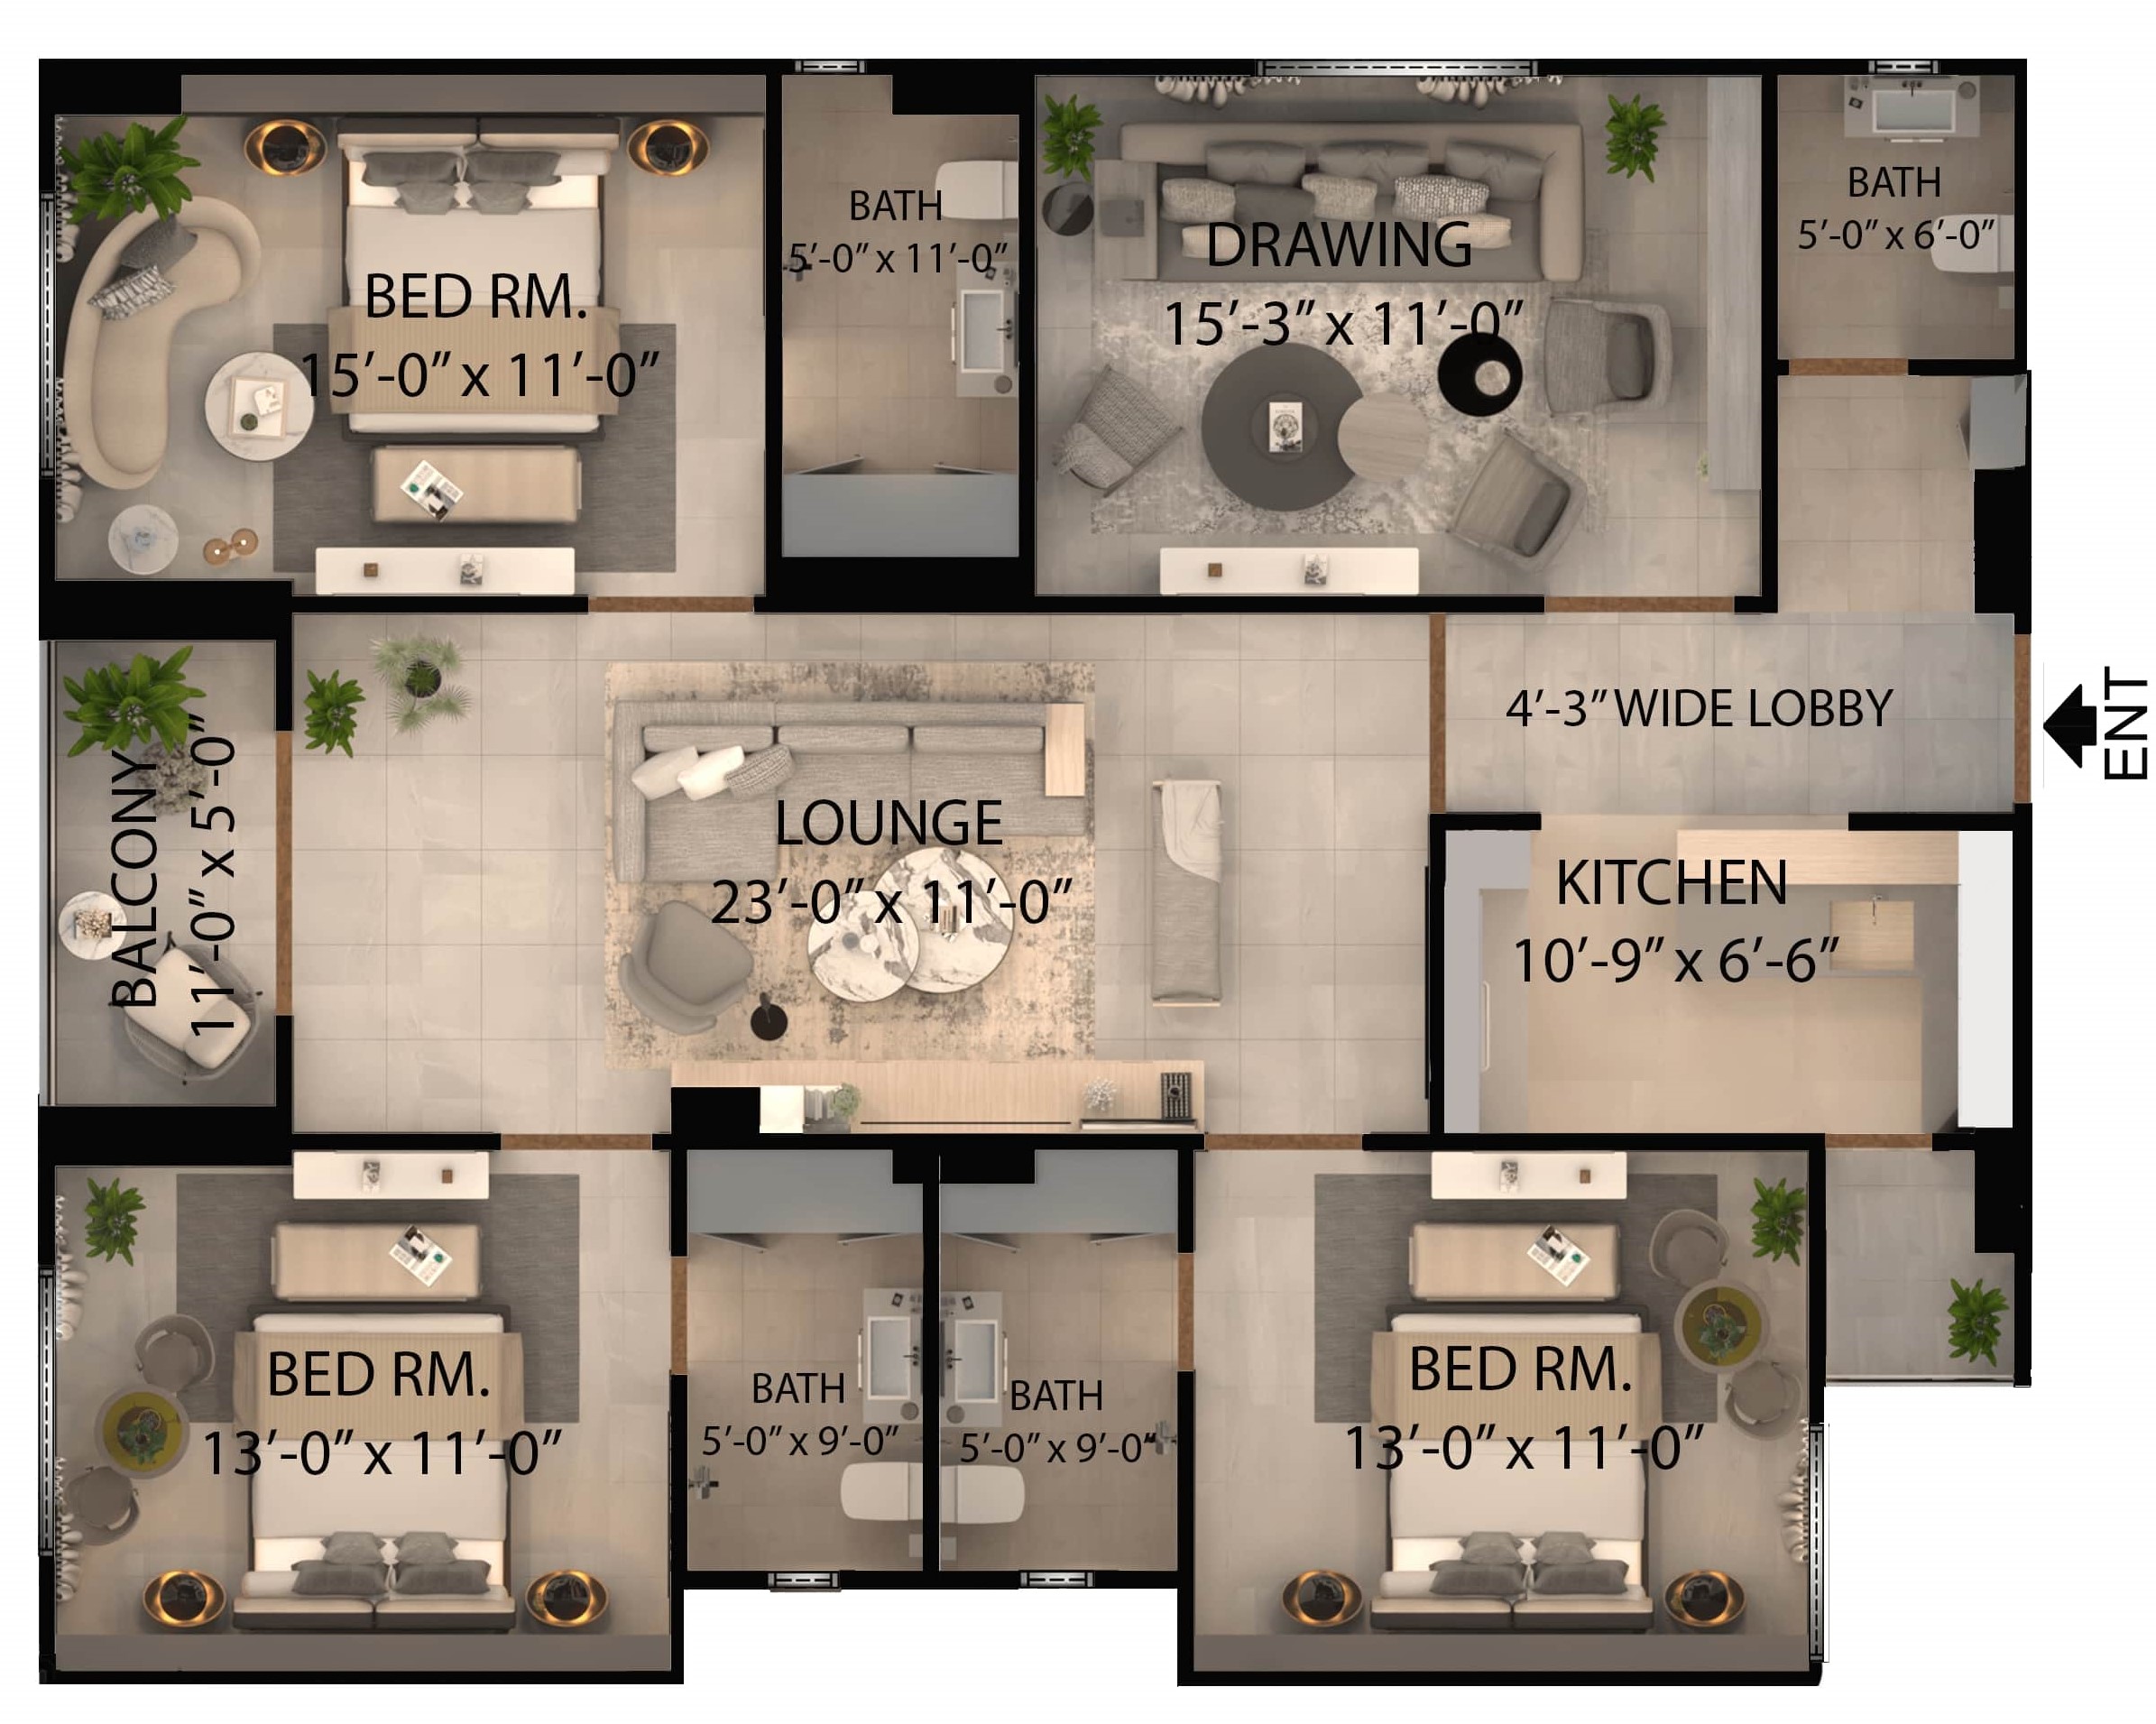 BED RM.
15’-0” x 11’-0”
BATH
5’-0” x 11’-0”
DRAWING
15’-3” x 11’-0”
BATH
5’-0” x 6’-0”
BALCONY
11’-0” x 5’-0”
LOUNGE
23’-0” x 11’-0”
4’-3” WIDE LOBBY
ENT
KITCHEN
10’-9” x 6’-6”
BED RM.
13’-0” x 11’-0”
BATH
5’-0” x 9’-0”
BATH
5’-0” x 9’-0”
BED RM.
13’-0” x 11’-0”